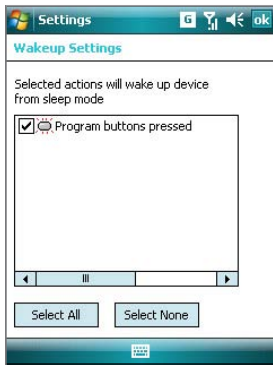 Settings
G
ok
Wakeup Settings
Selected actions will wake up device
from sleep mode
Program buttons pressed
Select All
Select None